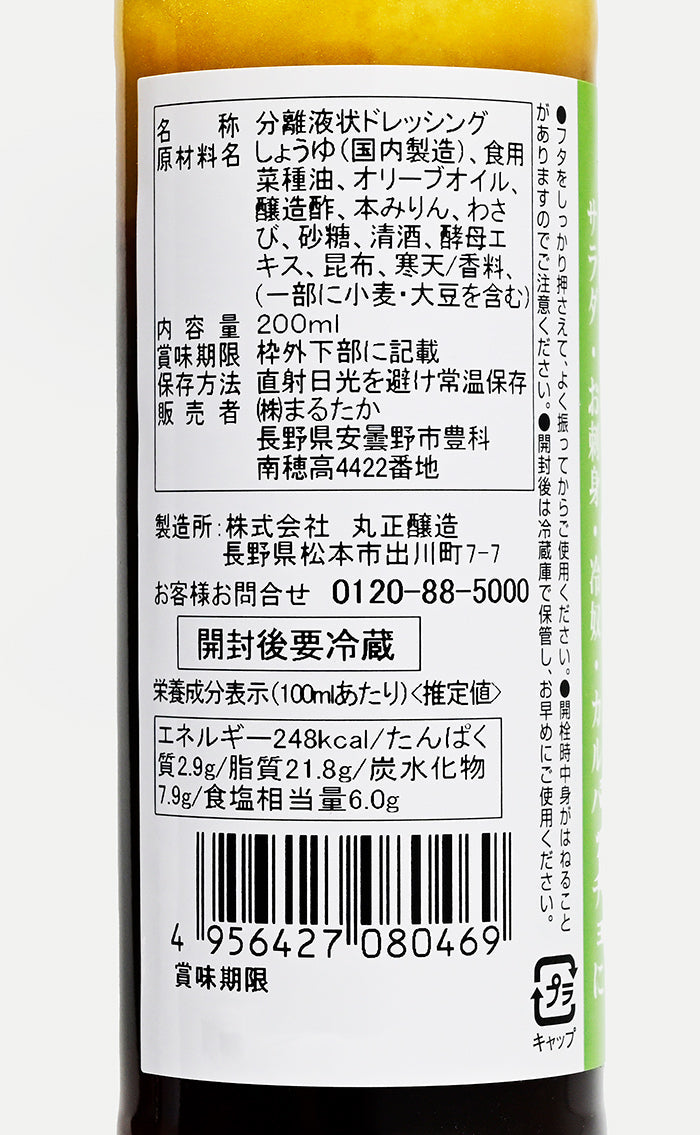 名称 分離液状ドレッシング
原材料名 しょうゆ(国内製造)、食用
菜種油、オリーブオイル、
醸造酢、本みりん、わさ
び、砂糖、清酒、酵母エ
キス、昆布、寒天/香料、
(一部に小麦・大豆を含む)
内容量 200ml
賞味期限 枠外下部に記載
保存方法 直射日光を避け常温保存
販売者 ㈱まるたか
長野県安曇野市豊科
南穂高4422番地
製造所:株式会社 丸正醸造
長野県松本市出川町7-7
お客様お問合せ 0120-88-5000
開封後要冷蔵
栄養成分表示(100mlあたり)〈推定値〉
エネルギー248kcal/たんぱく
質2.9g/脂質21.8g/炭水化物
7.9g/食塩相当量6.0g
4 956427 080469
賞味期限
●フタをしっかり押さえて、よく振ってからご使用ください。●開栓時中身がはねること
がありますのでご注意ください。●開封後は冷蔵庫で保管し、お早めにご使用ください。
プラ
キャップ
サラダ・お刺身・冷奴・カルパッチョに